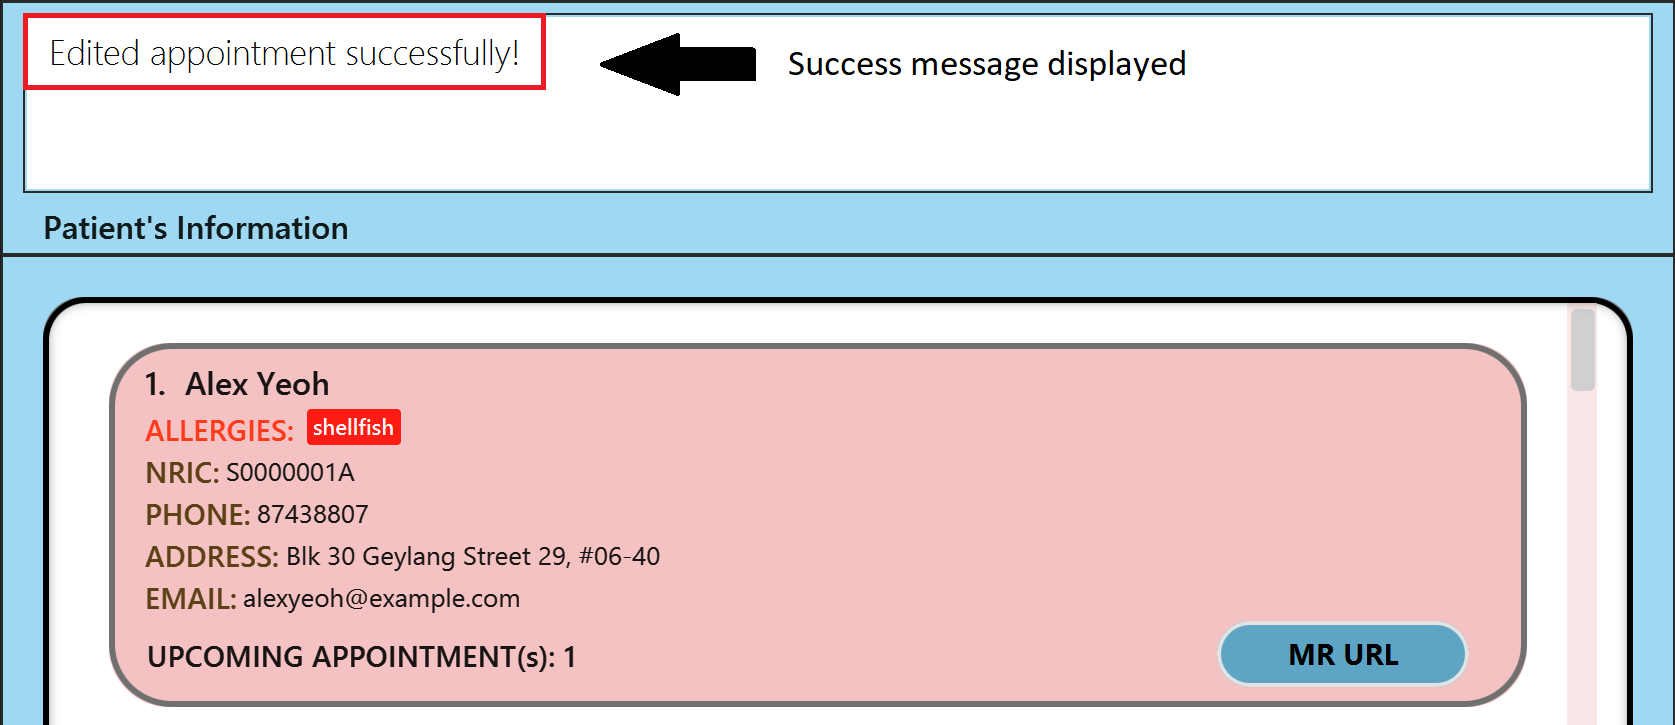 Edited appointment successfully!
Success message displayed
Patient's Information
1. Alex Yeoh
ALLERGIES: shellfish
NRIC: S0000001A
PHONE: 87438807
ADDRESS: Blk 30 Geylang Street 29, #06-40
EMAIL: alexyeoh@example.com
UPCOMING APPOINTMENT(s): 1
MR URL